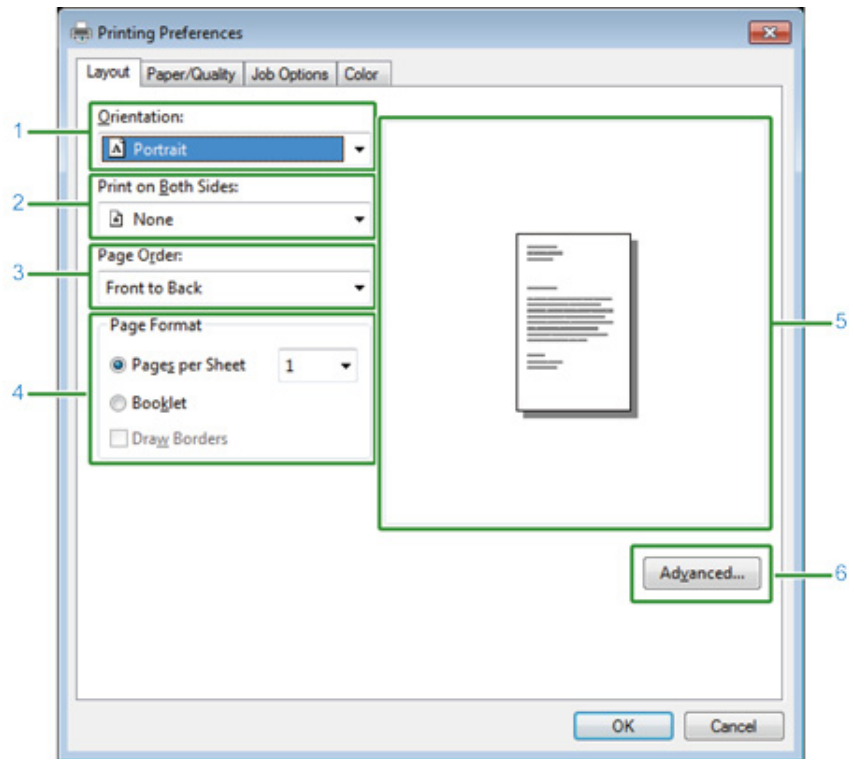 Printing Preferences
Layout Paper/Quality Job Options Color
1
Orientation:
Portrait
2
Print on Both Sides:
None
3
Page Order:
Front to Back
4
Page Format
Pages per Sheet 1
Booklet
Draw Borders
5
Advanced...
6
OK Cancel